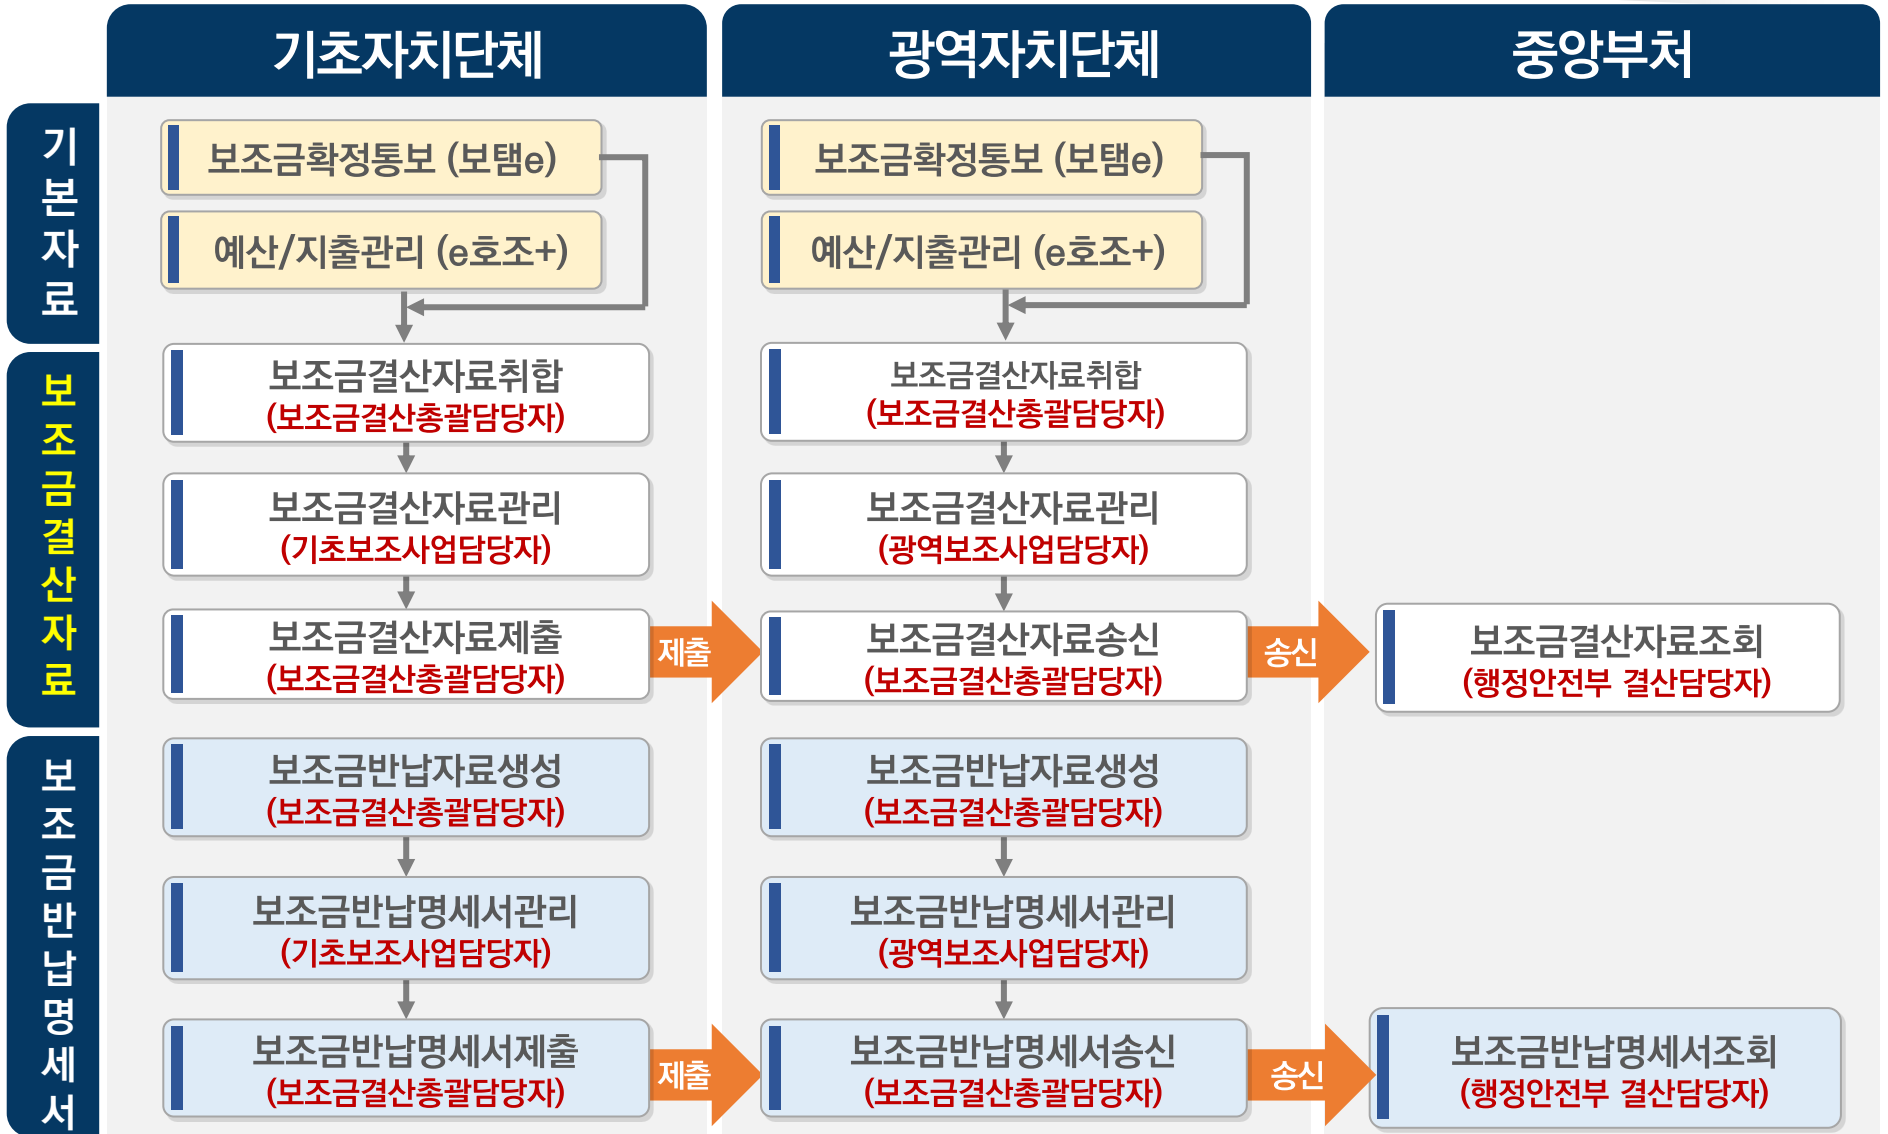 기초자치단체
광역자치단체
중앙부처
기본자료
보조금확정통보 (보탬e)
보조금확정통보 (보탬e)
예산/지출관리 (e호조+)
예산/지출관리 (e호조+)
보조금결산자료
보조금결산자료취합
(보조금결산총괄담당자)
보조금결산자료취합
(보조금결산총괄담당자)
보조금결산자료관리
(기초보조사업담당자)
보조금결산자료관리
(광역보조사업담당자)
보조금결산자료제출
(보조금결산총괄담당자)
제출
보조금결산자료송신
(보조금결산총괄담당자)
송신
보조금결산자료조회
(행정안전부 결산담당자)
보조금반납명세서
보조금반납자료생성
(보조금결산총괄담당자)
보조금반납자료생성
(보조금결산총괄담당자)
보조금반납명세서관리
(기초보조사업담당자)
보조금반납명세서관리
(광역보조사업담당자)
보조금반납명세서제출
(보조금결산총괄담당자)
제출
보조금반납명세서송신
(보조금결산총괄담당자)
송신
보조금반납명세서조회
(행정안전부 결산담당자)